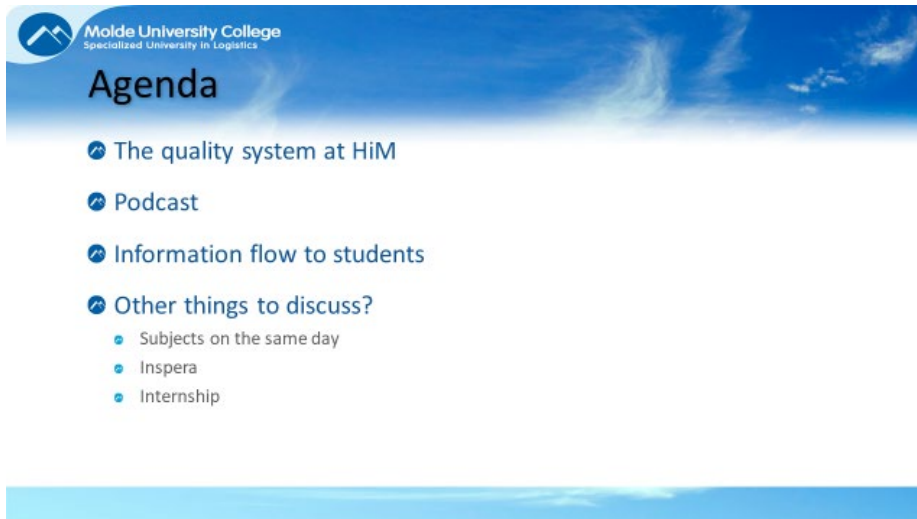 Molde University College
Specialized University in Logistics
Agenda
The quality system at HiM
Podcast
Information flow to students
Other things to discuss?
Subjects on the same day
Inspera
Internship